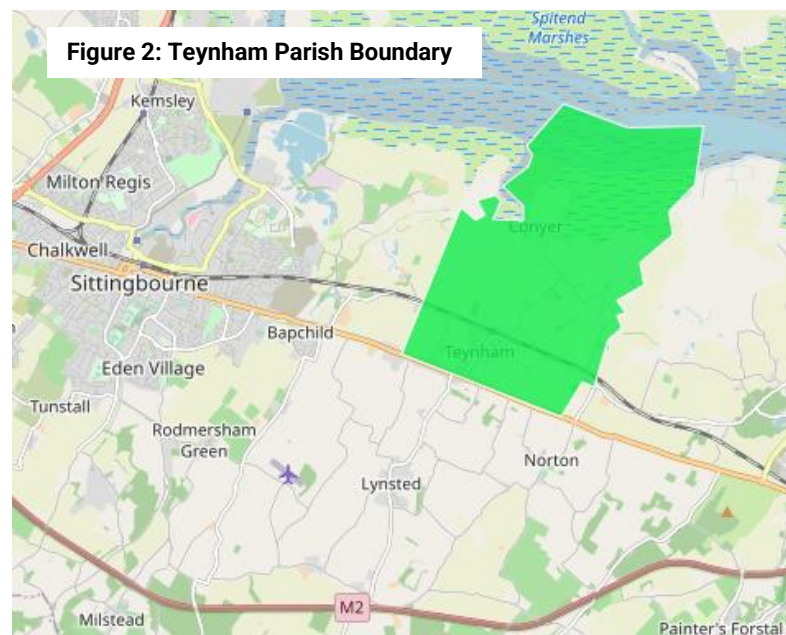 Spitend
Marshes
Figure 2: Teynham Parish Boundary
Kemsley
Milton Regis
Conyer
Chalkwell
Sittingbourne
Bapchild
Teynham
Eden Village
Tunstall
Rodmersham
Green
Norton
Lynsted
M2
Milstead
Painter's Forstal